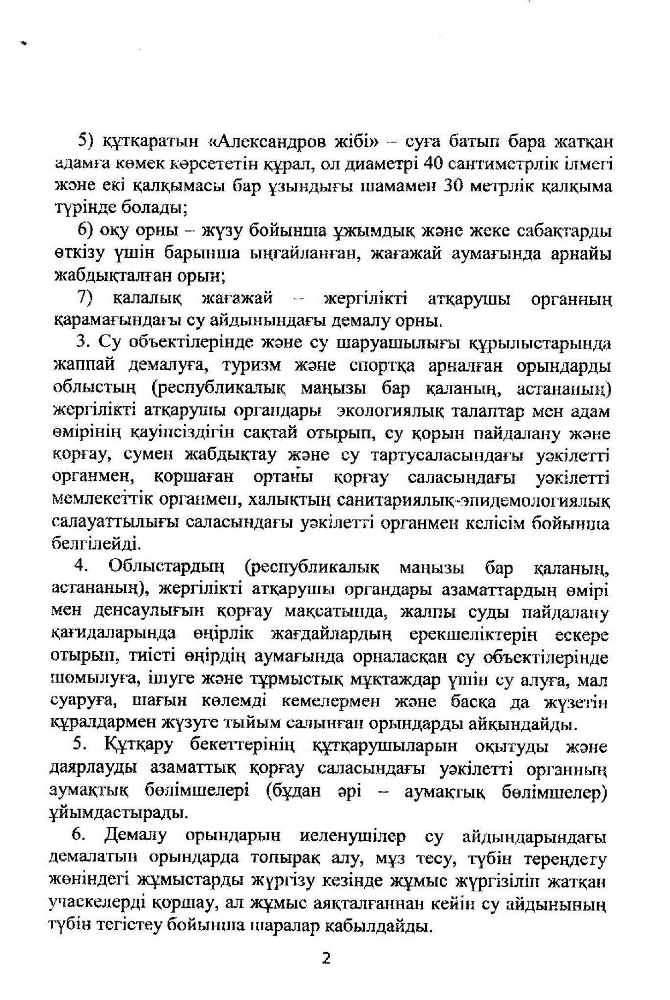 5) құтқаратын «Александров жібі» – суға батып бара жатқан
адамға көмек көрсететін құрал, ол диаметрі 40 сантиметрлік ілмегі
және екі қалқымасы бар ұзындығы шамамен 30 метрлік қалқыма
түрінде болады;
6) оқу орны – жүзу бойынша ұжымдық және жеке сабақтарды
өткізу үшін барынша ыңғайланған, жағажай аумағында арнайы
жабдықталған орын;
7) қалалық жағажай – жергілікті атқарушы органның
қарамағындағы су айдынындағы демалу орны.
3. Су объектілерінде және су шаруашылығы құрылыстарында
жаппай демалуға, туризм және спортқа арналған орындарды
облыстың (республикалық маңызы бар қаланың, астананың)
жергілікті атқарушы органдары экологиялық талаптар мен адам
өмірінің қауіпсіздігін сақтай отырып, су қорын пайдалану және
қорғау, сумен жабдықтау және су тартусаласындағы уәкілетті
органмен, қоршаған ортаны қорғау саласындағы уәкілетті
мемлекеттік органмен, халықтың санитариялық-эпидемологиялық
салауаттылығы саласындағы уәкілетті органмен келісім бойынша
белгілейді.
4. Облыстардың (республикалық маңызы бар қаланың,
астананың), жергілікті атқарушы органдары азаматтардың өмірі
мен денсаулығын қорғау мақсатында, жалпы суды пайдалану
қағидаларында өңірлік жағдайлардың ерекшеліктерін ескере
отырып, тиісті өңірдің аумағында орналасқан су объектілерінде
шомылуға, ішуге және тұрмыстық мұқтаждар үшін су алуға, мал
суаруға, шағын көлемді кемелермен және басқа да жүзетін
құралдармен жүзуге тыйым салынған орындарды айқындайды.
5. Құтқару бекеттерінің құтқарушыларын оқытуды және
даярлауды азаматтық қорғау саласындағы уәкілетті органның
аумақтық бөлімшелері (бұдан әрі – аумақтық бөлімшелер)
ұйымдастырады.
6. Демалу орындарын иеленушілер су айдындарындағы
демалатын орындарда топырақ алу, мұз тесу, түбін тереңдету
жөніндегі жұмыстарды жүргізу кезінде жұмыс жүргізіліп жатқан
учаскелерді қоршау, ал жұмыс аяқталғаннан кейін су айдынының
түбін тегістеу бойынша шаралар қабылдайды.
2